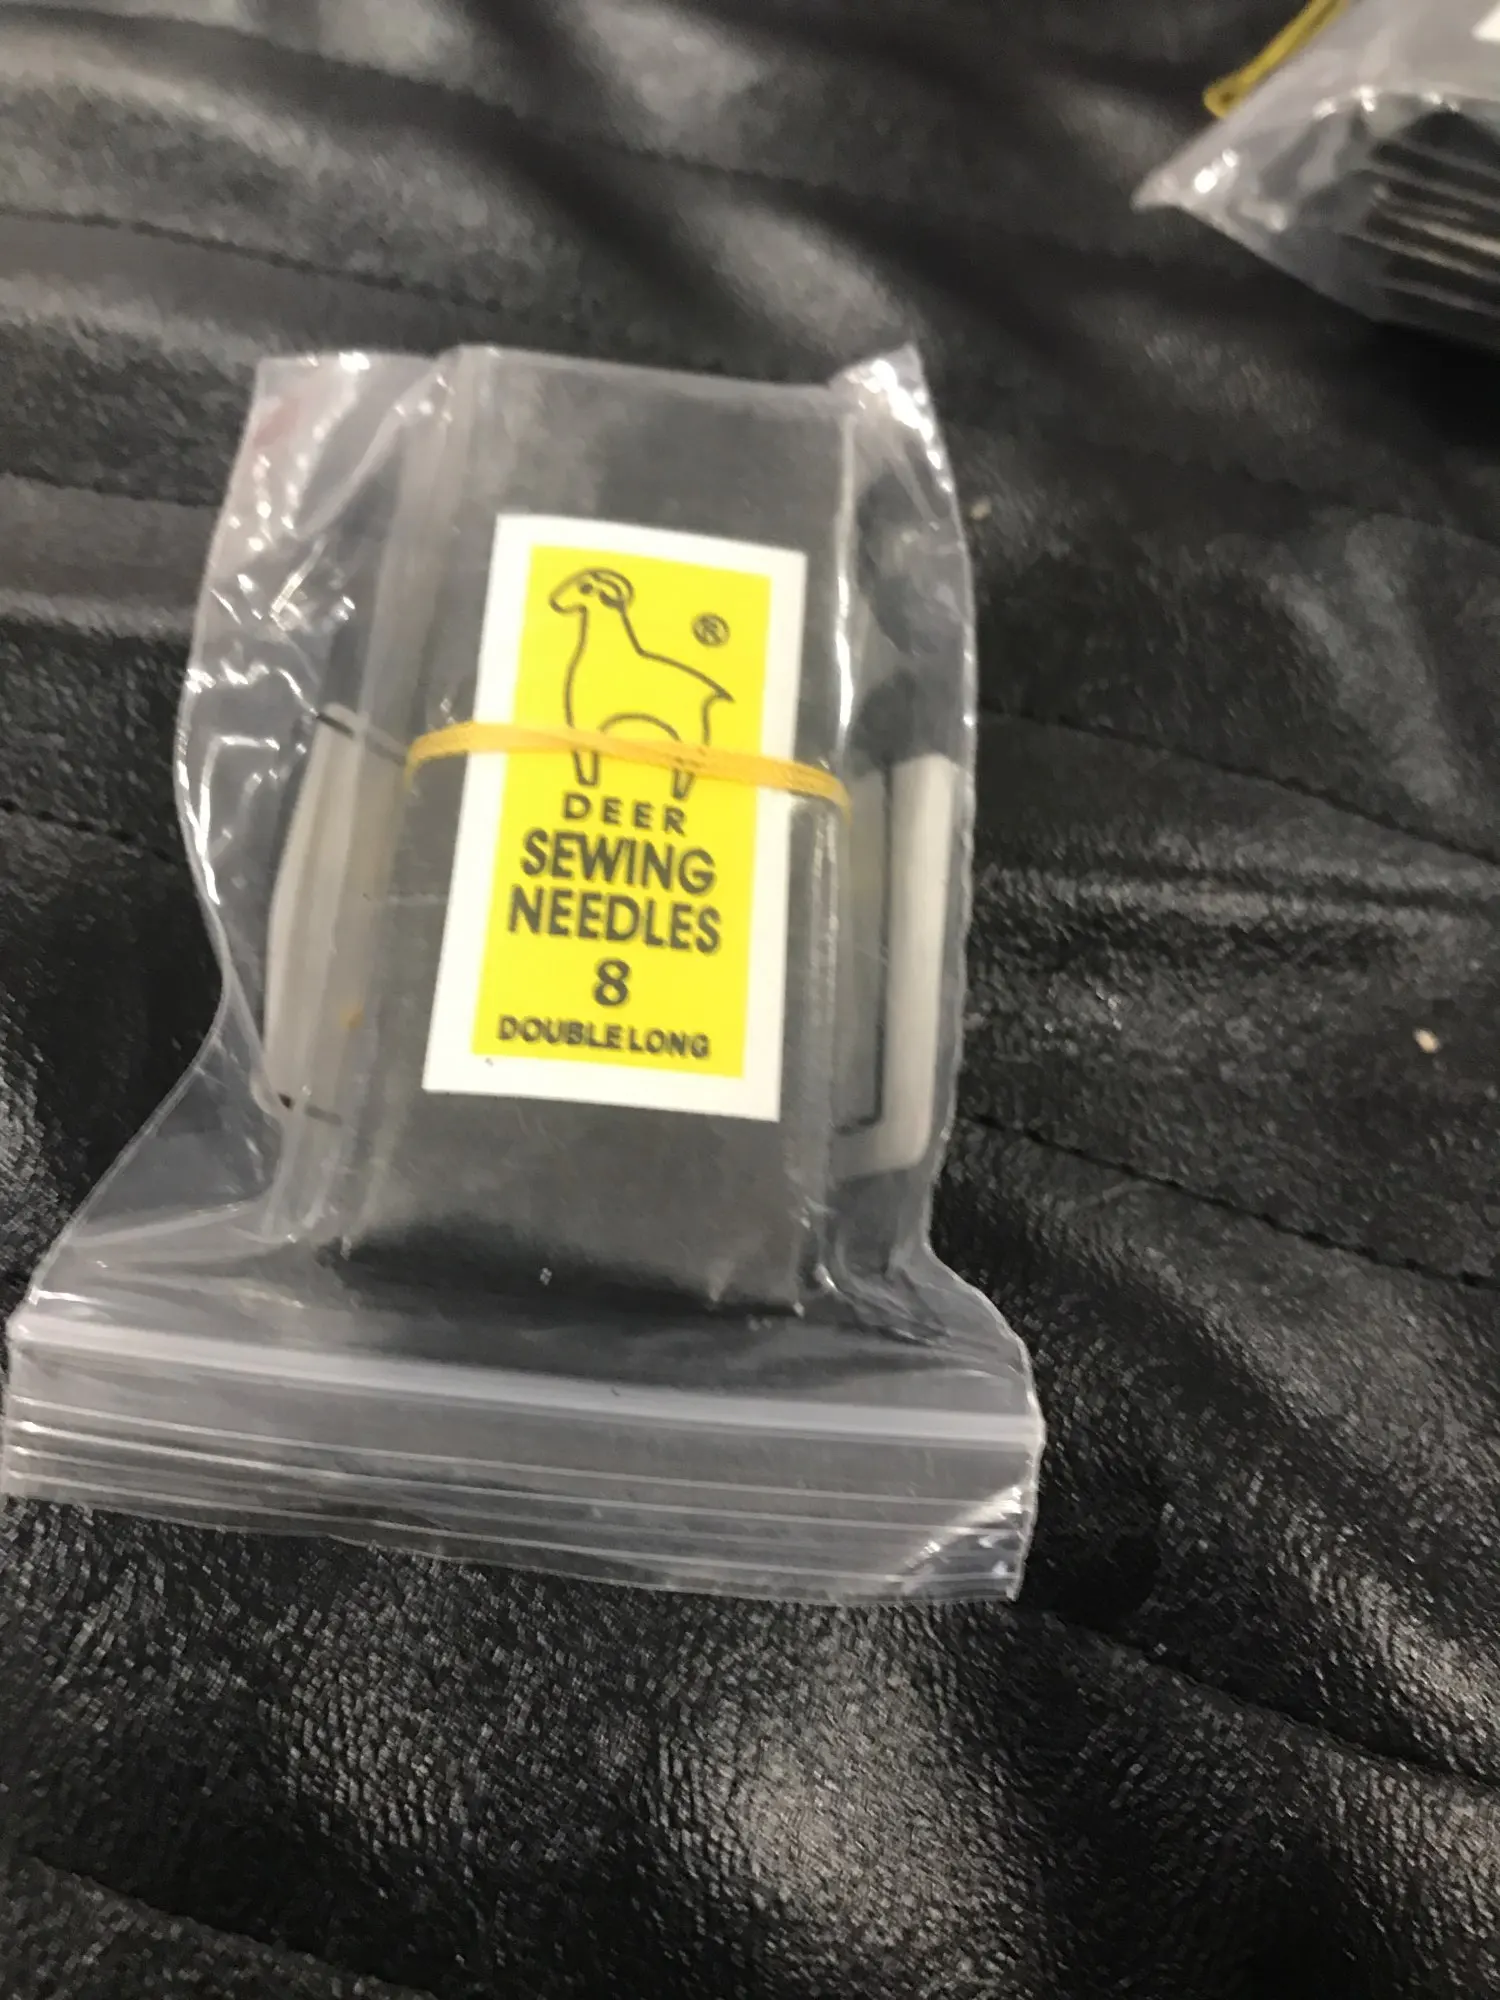 ®
DEER
SEWING
NEEDLES
8
DOUBLE LONG